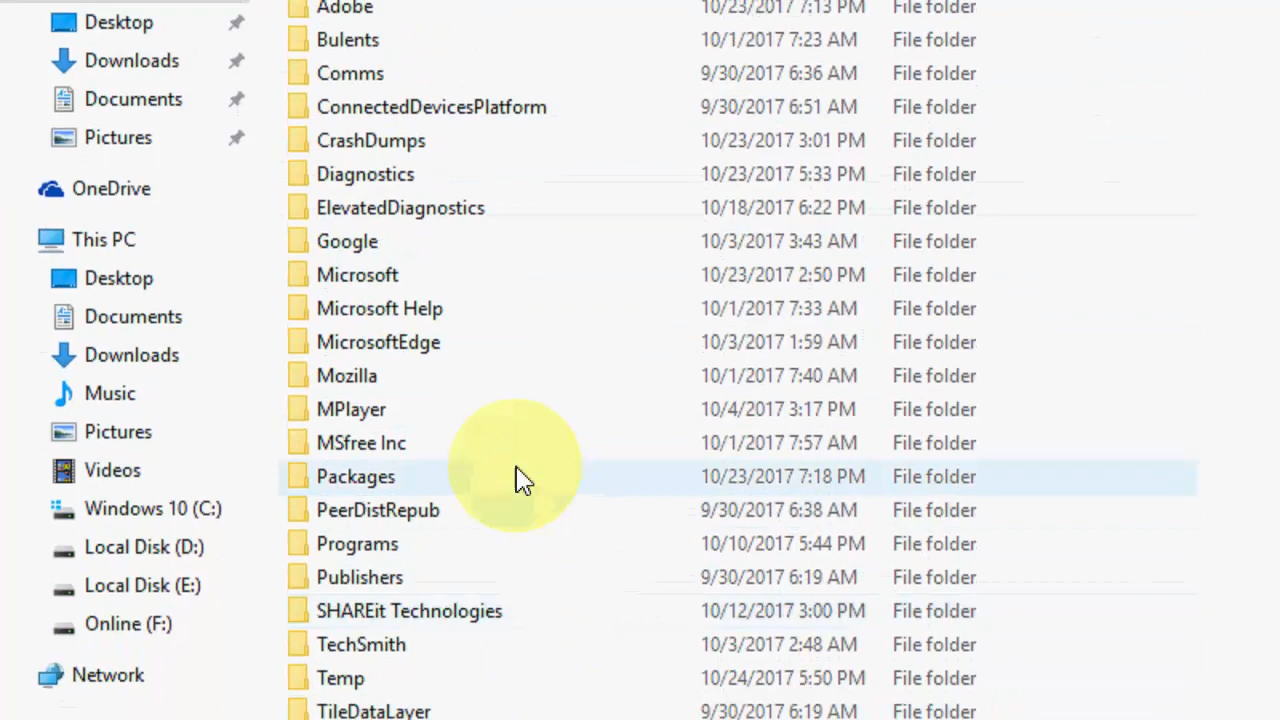 Desktop
Downloads
Documents
Pictures
OneDrive
This PC
Desktop
Documents
Downloads
Music
Pictures
Videos
Windows 10 (C:)
Local Disk (D:)
Local Disk (E:)
Online (F:)
Network
Adobe 10/23/2017 7:13 PM File folder
Bulents 10/1/2017 7:23 AM File folder
Comms 9/30/2017 6:36 AM File folder
ConnectedDevicesPlatform 9/30/2017 6:51 AM File folder
CrashDumps 10/23/2017 3:01 PM File folder
Diagnostics 10/23/2017 5:33 PM File folder
ElevatedDiagnostics 10/18/2017 6:22 PM File folder
Google 10/3/2017 3:43 AM File folder
Microsoft 10/23/2017 2:50 PM File folder
Microsoft Help 10/1/2017 7:33 AM File folder
MicrosoftEdge 10/3/2017 1:59 AM File folder
Mozilla 10/1/2017 7:40 AM File folder
MPlayer 10/4/2017 3:17 PM File folder
MSfree Inc 10/1/2017 7:57 AM File folder
Packages 10/23/2017 7:18 PM File folder
PeerDistRepub 9/30/2017 6:38 AM File folder
Programs 10/10/2017 5:44 PM File folder
Publishers 9/30/2017 6:19 AM File folder
SHAREit Technologies 10/12/2017 3:00 PM File folder
TechSmith 10/3/2017 2:48 AM File folder
Temp 10/24/2017 5:50 PM File folder
TileDataLayer 9/30/2017 6:19 AM File folder